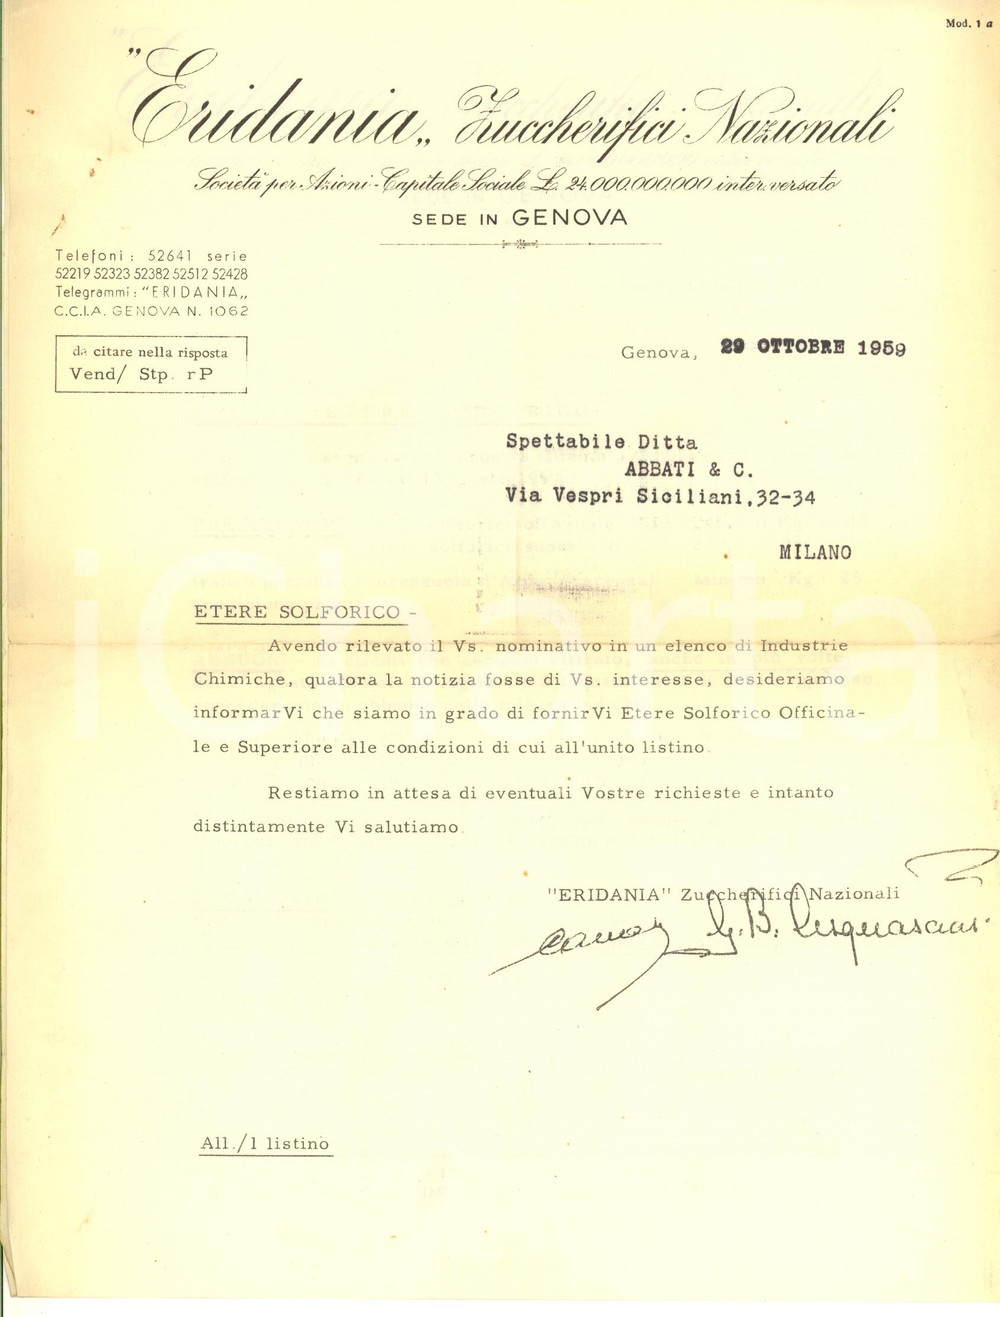 Mod. 1 a
"Eridania„ Zuccherifici Nazionali
Società per Azioni - Capitale Sociale L. 24.000.000.000 inter. versato
SEDE IN GENOVA
Telefoni: 52641 serie
52219 52323 52382 52512 52428
Telegrammi: "ERIDANIA„
C.C.I.A. GENOVA N. 1062
da citare nella risposta
Vend/ Stp. rP
Genova, 29 OTTOBRE 1959
Spettabile Ditta
ABBATI & C.
Via Vespri Siciliani,32-34
MILANO
ETERE SOLFORICO -
Avendo rilevato il Vs. nominativo in un elenco di Industrie
Chimiche, qualora la notizia fosse di Vs. interesse, desideriamo
informarVi che siamo in grado di fornirVi Etere Solforico Officina-
le e Superiore alle condizioni di cui all'unito listino.
Restiamo in attesa di eventuali Vostre richieste e intanto
distintamente Vi salutiamo.
"ERIDANIA" Zuccherifici Nazionali
G. B.
All./1 listino
iCharta